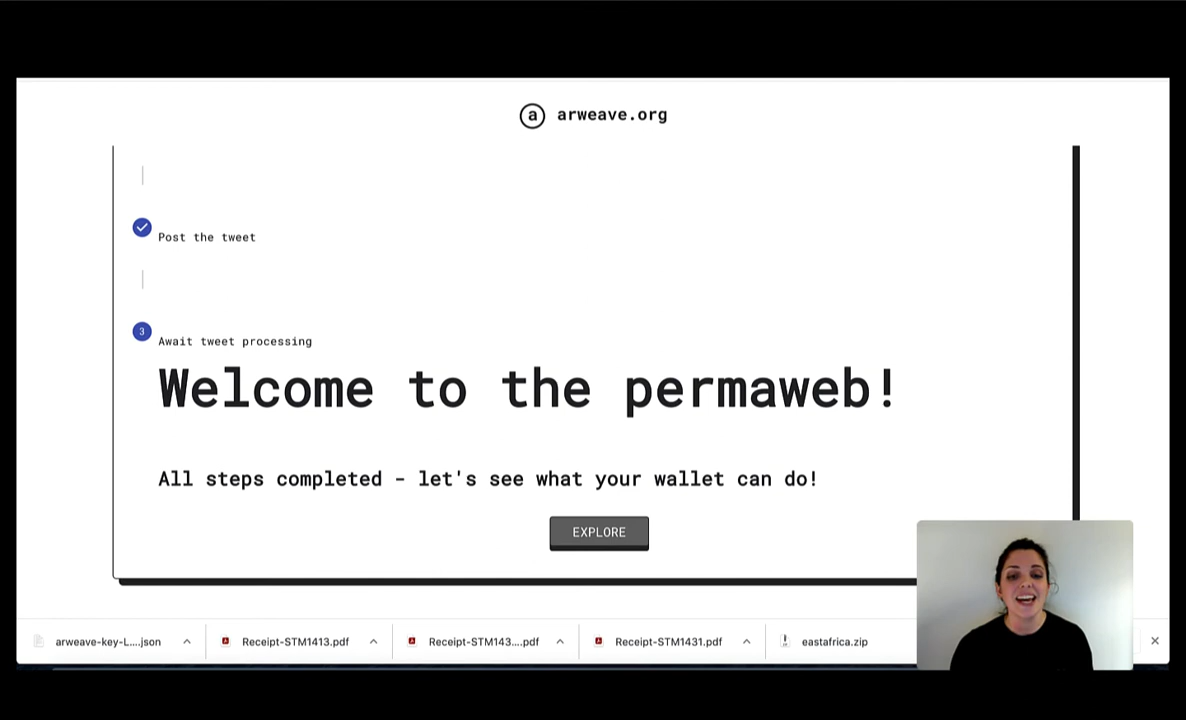 a arweave.org
Post the tweet
3
Await tweet processing
Welcome to the permaweb!
All steps completed - let's see what your wallet can do!
EXPLORE
arweave-key-L....json
Receipt-STM1413.pdf
Receipt-STM143....pdf
Receipt-STM1431.pdf
eastafrica.zip